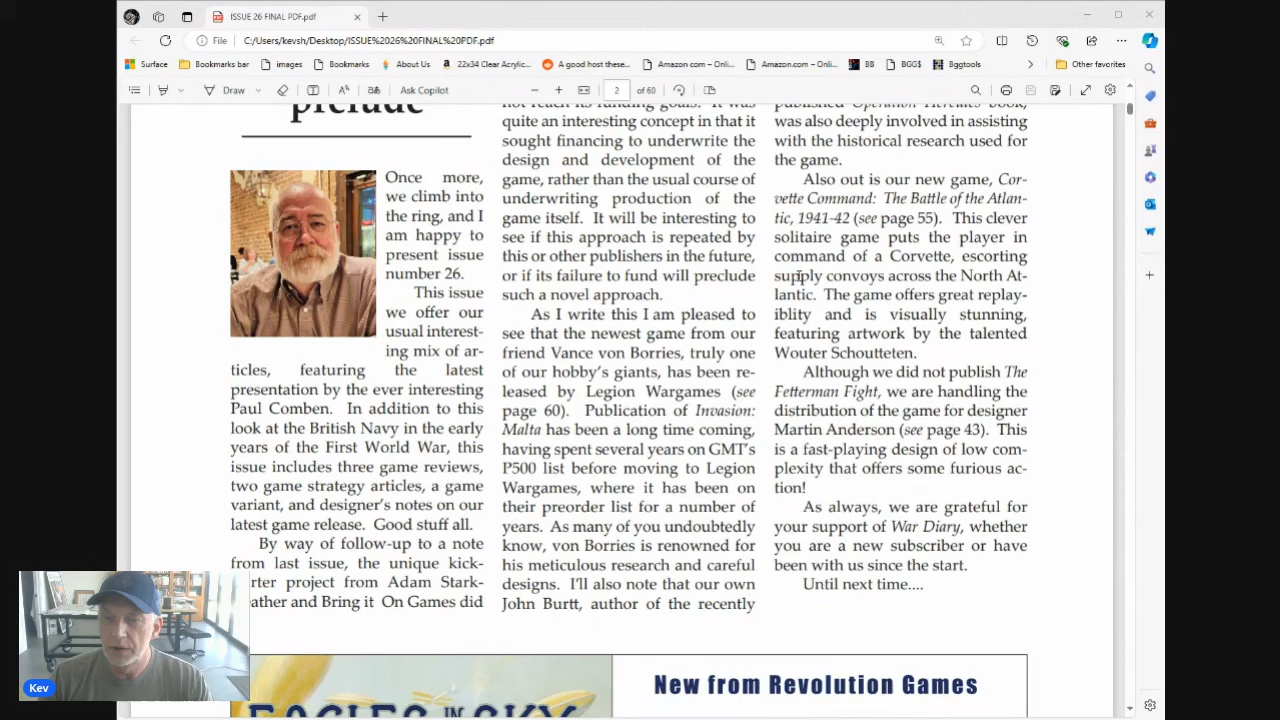 ISSUE 26 FINAL PDF.pdf
File
C:/Users/kevsh/Desktop/ISSUE%2026%20FINAL%20PDF.pdf
Surface
Bookmarks bar
images
Bookmarks
About Us
22x34 Clear Acrylic...
A good host these...
Amazon.com – Onli...
Amazon.com – Onli...
BB
BGG$
Bggtools
Other favorites
Draw
Ask Copilot
2 of 60
prelude
Once more,
we climb into
the ring, and I
am happy to
present issue
number 26.
This issue
we offer our
usual interest-
ing mix of ar-
ticles, featuring the latest
presentation by the ever interesting
Paul Comben. In addition to this
look at the British Navy in the early
years of the First World War, this
issue includes three game reviews,
two game strategy articles, a game
variant, and designer's notes on our
latest game release. Good stuff all.
By way of follow-up to a note
from last issue, the unique kick-
rter project from Adam Stark-
eather and Bring it On Games did
not reach its funding goals. It was
quite an interesting concept in that it
sought financing to underwrite the
design and development of the
game, rather than the usual course of
underwriting production of the
game itself. It will be interesting to
see if this approach is repeated by
this or other publishers in the future,
or if its failure to fund will preclude
such a novel approach.
As I write this I am pleased to
see that the newest game from our
friend Vance von Borries, truly one
of our hobby's giants, has been re-
leased by Legion Wargames (see
page 60). Publication of Invasion:
Malta has been a long time coming,
having spent several years on GMT's
P500 list before moving to Legion
Wargames, where it has been on
their preorder list for a number of
years. As many of you undoubtedly
know, von Borries is renowned for
his meticulous research and careful
designs. I'll also note that our own
John Burtt, author of the recently
published Operation Hercules book,
was also deeply involved in assisting
with the historical research used for
the game.
Also out is our new game, Cor-
vette Command: The Battle of the Atlan-
tic, 1941-42 (see page 55). This clever
solitaire game puts the player in
command of a Corvette, escorting
supply convoys across the North At-
lantic. The game offers great replay-
iblity and is visually stunning,
featuring artwork by the talented
Wouter Schoutteten.
Although we did not publish The
Fetterman Fight, we are handling the
distribution of the game for designer
Martin Anderson (see page 43). This
is a fast-playing design of low com-
plexity that offers some furious ac-
tion!
As always, we are grateful for
your support of War Diary, whether
you are a new subscriber or have
been with us since the start.
Until next time....
EAGLES IN THE SKY
New from Revolution Games
Kev